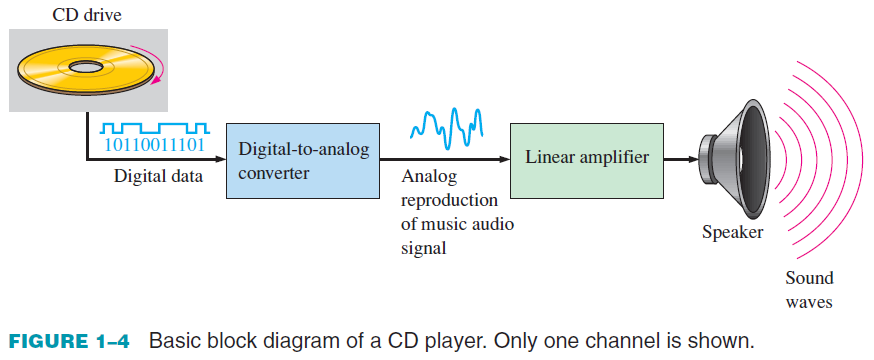 CD drive
10110011101
Digital data
Digital-to-analog
converter
Analog
reproduction
of music audio
signal
Linear amplifier
Speaker
Sound
waves
FIGURE 1–4 Basic block diagram of a CD player. Only one channel is shown.